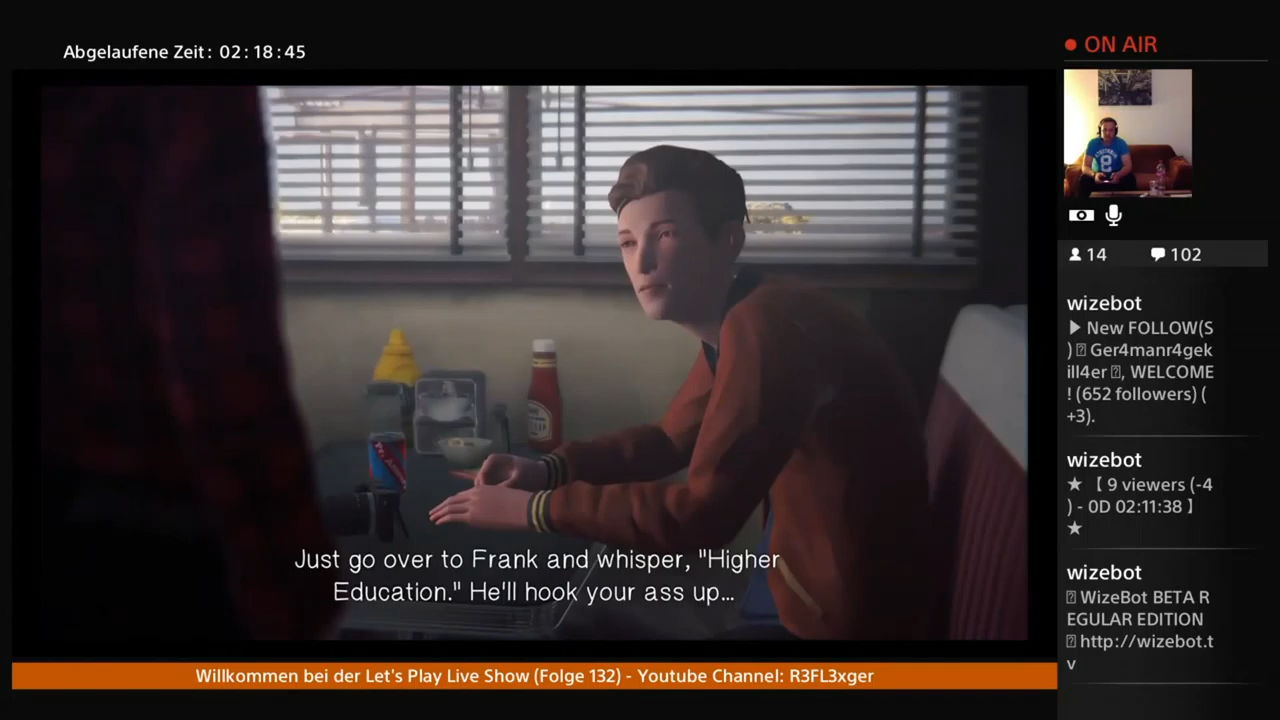 Abgelaufene Zeit: 02:18:45
ON AIR
14
102
wizebot
▶ New FOLLOW(S
) Ger4manr4gek
ill4er , WELCOME
! (652 followers) (
+3).
wizebot
★ 【 9 viewers (-4
) - 0D 02:11:38 】
★
wizebot
WizeBot BETA R
EGULAR EDITION
http://wizebot.t
v
Just go over to Frank and whisper, "Higher
Education." He'll hook your ass up...
Willkommen bei der Let's Play Live Show (Folge 132) - Youtube Channel: R3FL3xger